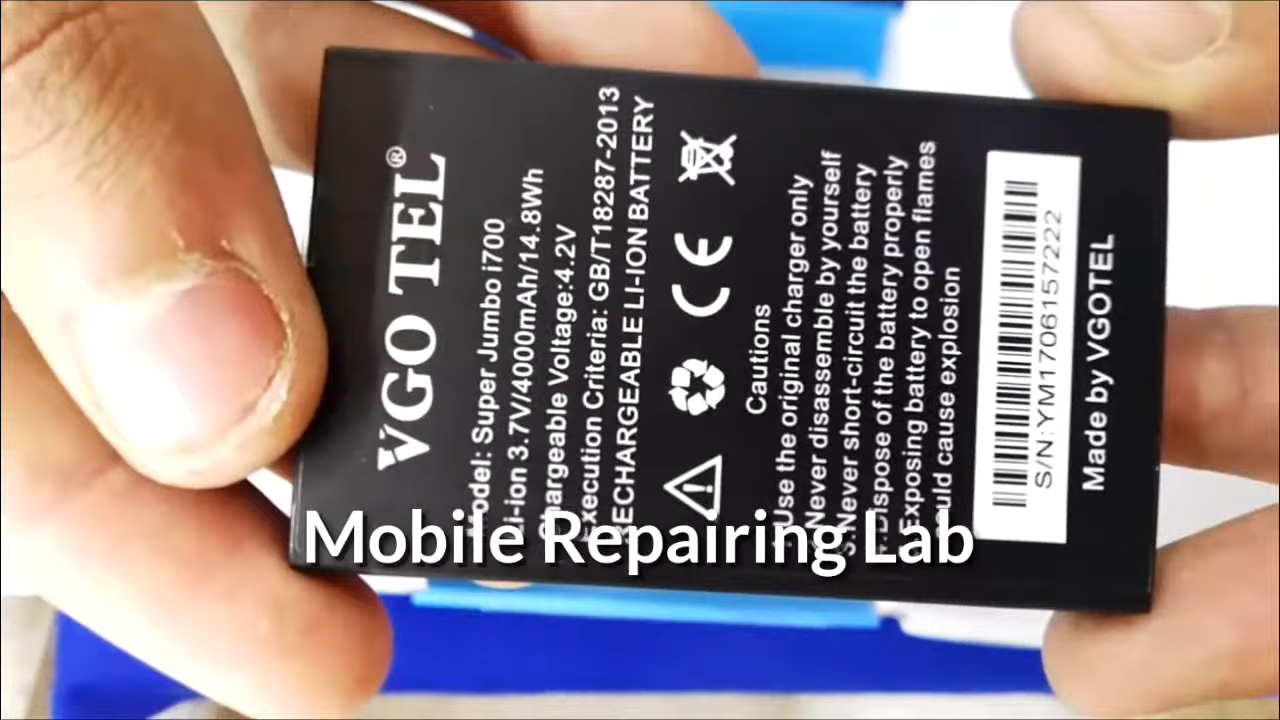 VGO TEL®
Model: Super Jumbo i700
Li-ion 3.7V/4000mAh/14.8Wh
Chargeable Voltage:4.2V
Execution Criteria: GB/T18287-2013
RECHARGEABLE LI-ION BATTERY
CE
Cautions
Use the original charger only
Never disassemble by yourself
3.Never short-circuit the battery
Dispose of the battery properly
Exposing battery to open flames
could cause explosion
S/N:YM1706157222
Made by VGOTEL
Mobile Repairing Lab